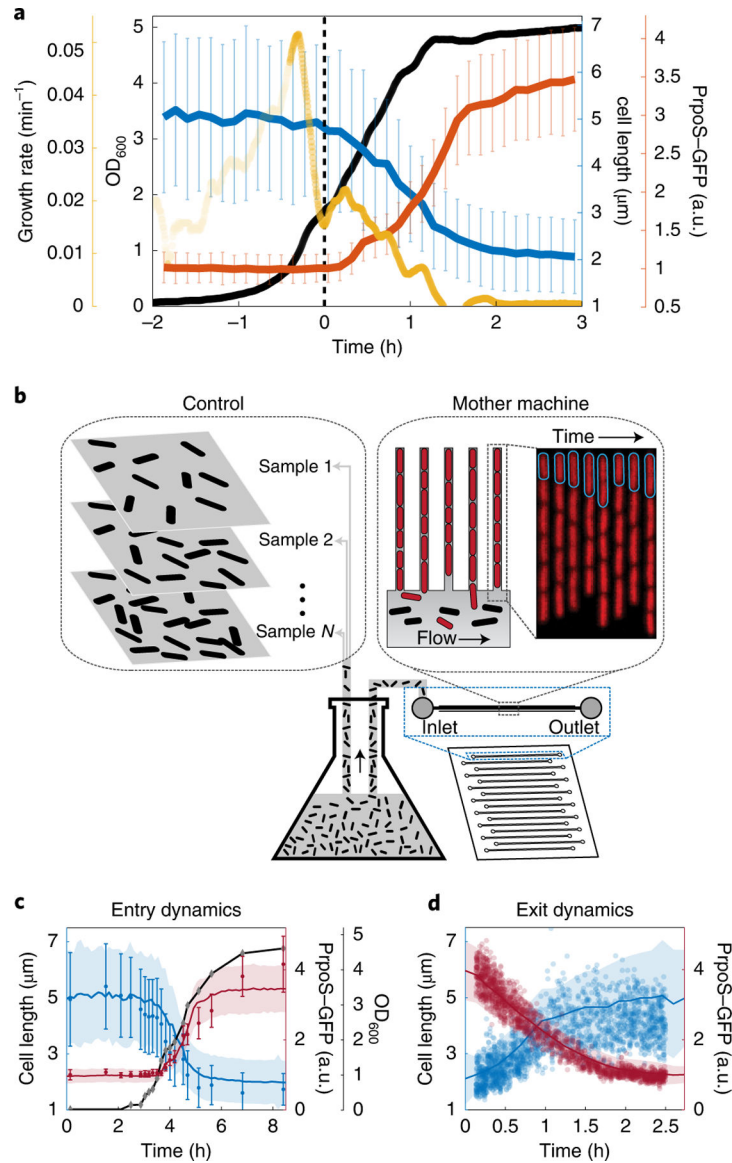 a
0.05
0.04
0.03
0.02
0.01
0
Growth rate (min⁻¹)
5
4
3
2
1
0
OD₆₀₀
7
6
5
4
3
2
1
cell length (μm)
4
3.5
3
2.5
2
1.5
1
0.5
PrpoS–GFP (a.u.)
−2
−1
0
1
2
3
Time (h)
b
Control
Mother machine
Sample 1
Sample 2
Sample N
Time
Flow
Inlet
Outlet
c
Entry dynamics
7
5
3
1
Cell length (μm)
4
2
1
0
PrpoS–GFP (a.u.)
5
4
3
2
1
0
OD₆₀₀
0
2
4
6
8
Time (h)
d
Exit dynamics
7
5
3
1
Cell length (μm)
4
2
1
0
PrpoS–GFP (a.u.)
0
0.5
1
1.5
2
2.5
Time (h)